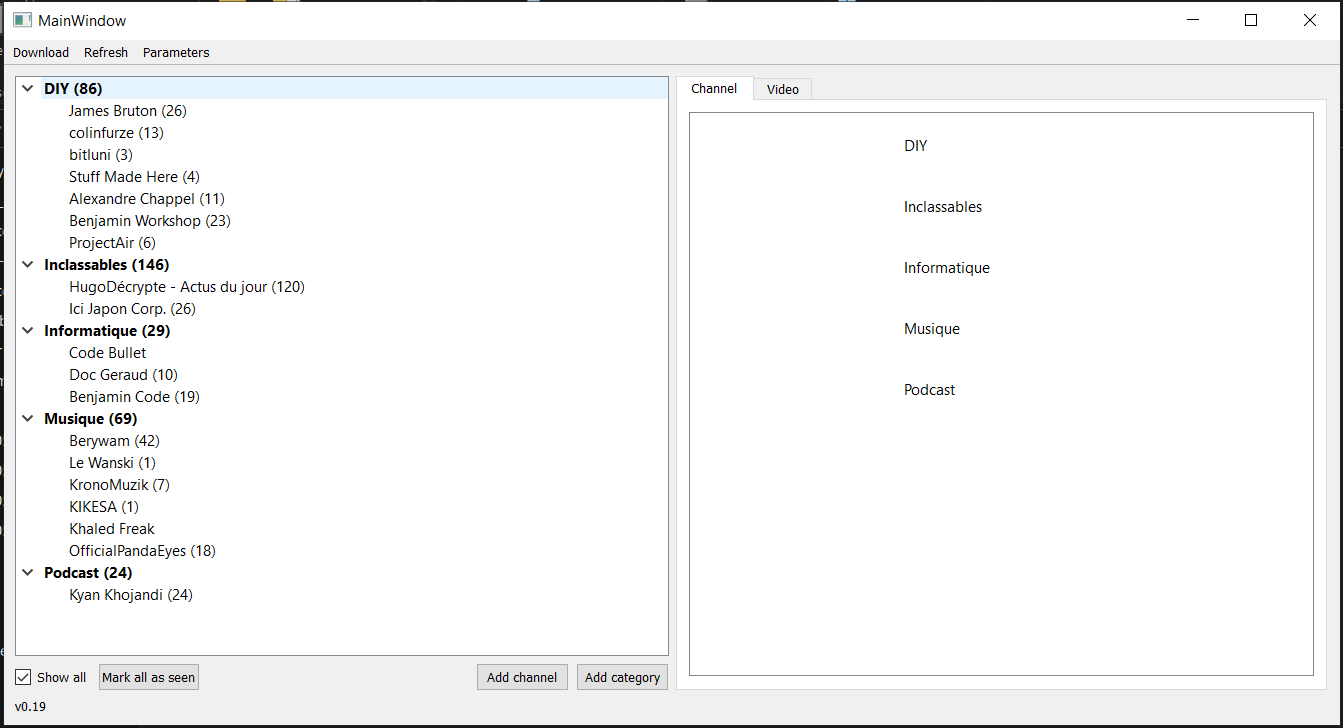 MainWindow
Download Refresh Parameters
DIY (86)
James Bruton (26)
colinfurze (13)
bitluni (3)
Stuff Made Here (4)
Alexandre Chappel (11)
Benjamin Workshop (23)
ProjectAir (6)
Inclassables (146)
HugoDécrypte - Actus du jour (120)
Ici Japon Corp. (26)
Informatique (29)
Code Bullet
Doc Geraud (10)
Benjamin Code (19)
Musique (69)
Berywam (42)
Le Wanski (1)
KronoMuzik (7)
KIKESA (1)
Khaled Freak
OfficialPandaEyes (18)
Podcast (24)
Kyan Khojandi (24)
Show all Mark all as seen Add channel Add category
v0.19
Channel Video
DIY
Inclassables
Informatique
Musique
Podcast